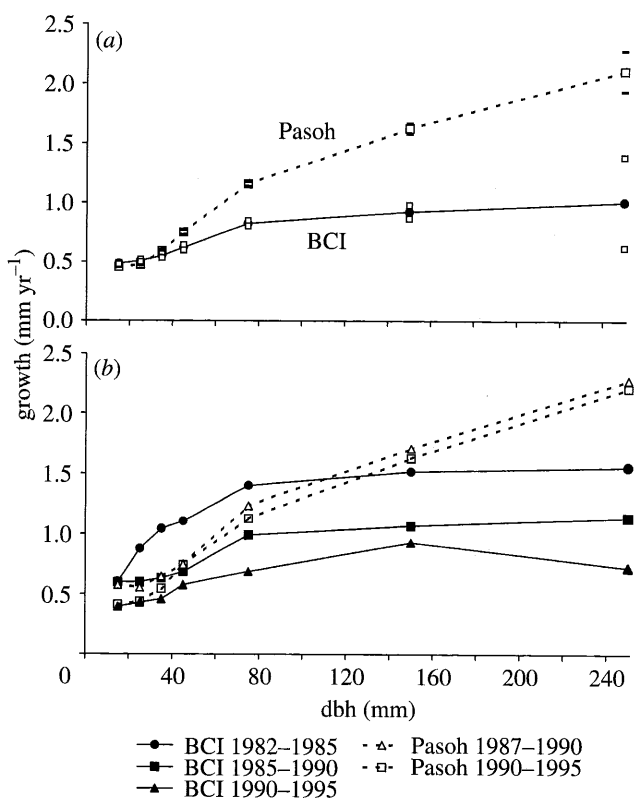 2.5
(a)
2.0
Pasoh
1.5
1.0
BCI
0.5
0.0
growth (mm yr⁻¹)
2.5
(b)
2.0
1.5
1.0
0.5
0 40 80 120 160 200 240
dbh (mm)
BCI 1982–1985 Pasoh 1987–1990
BCI 1985–1990 Pasoh 1990–1995
BCI 1990–1995